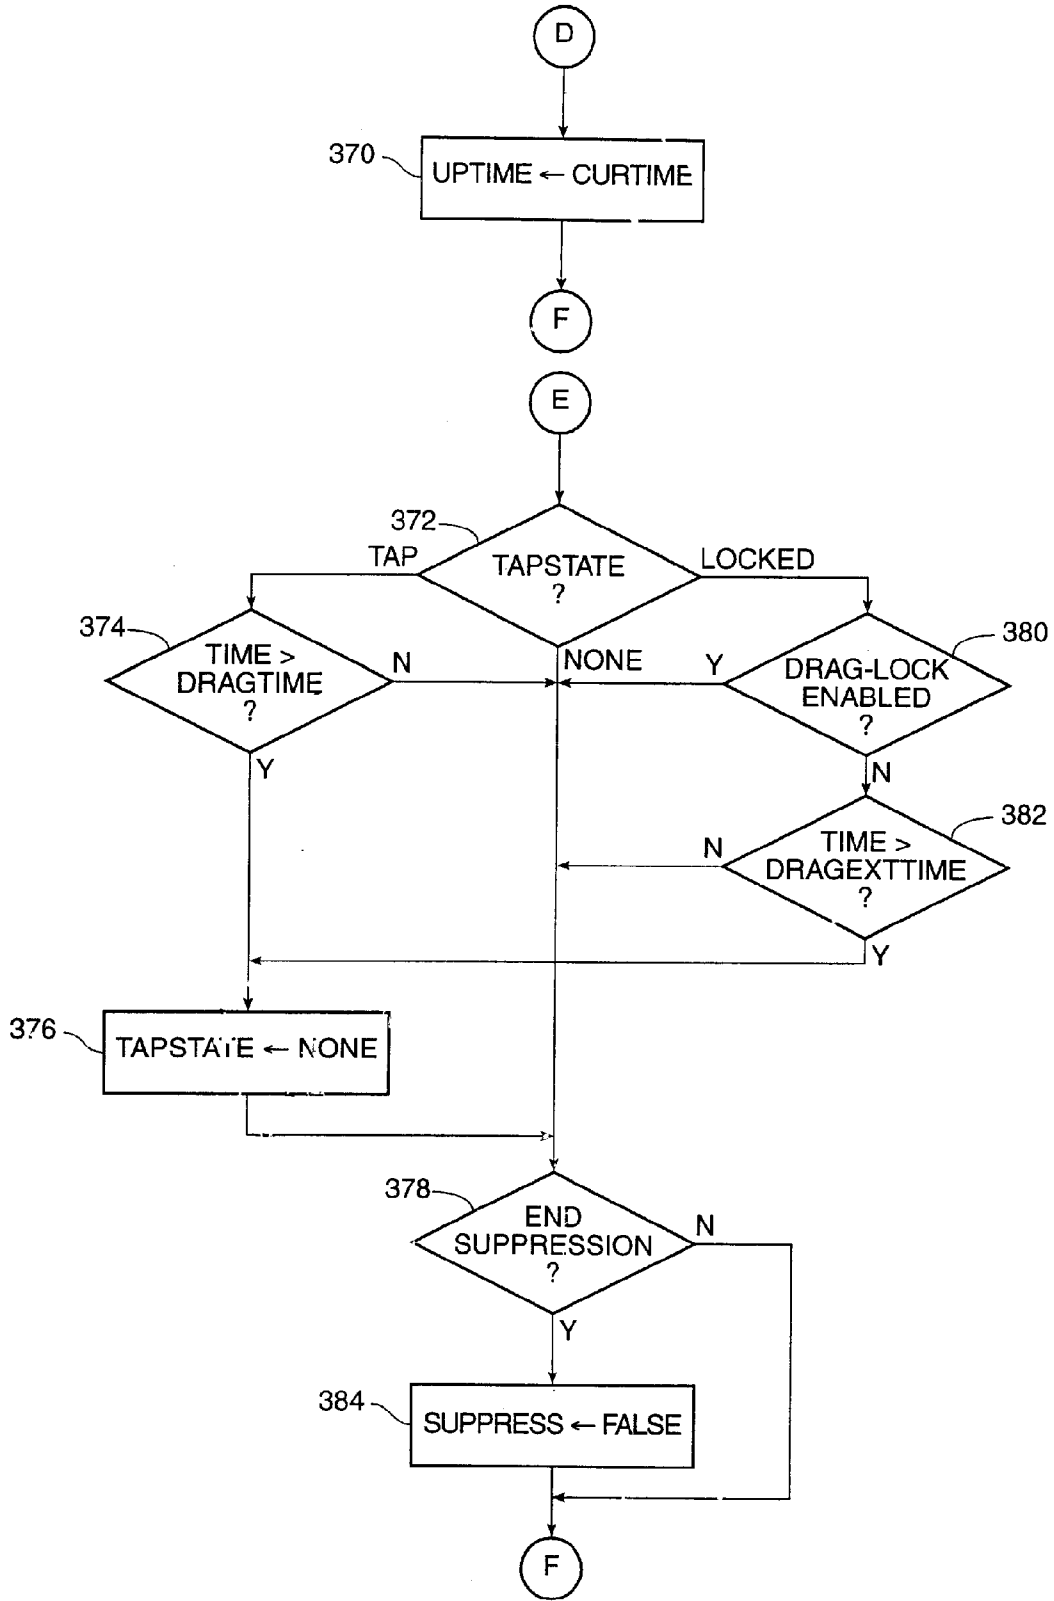 D
370
UPTIME ← CURTIME
F
E
372
TAP
TAPSTATE
?
LOCKED
374
TIME >
DRAGTIME
?
N
NONE
Y
380
DRAG-LOCK
ENABLED
?
Y
N
382
TIME >
DRAGEXTTIME
?
N
Y
376
TAPSTATE ← NONE
378
END
SUPPRESSION
?
N
Y
384
SUPPRESS ← FALSE
F